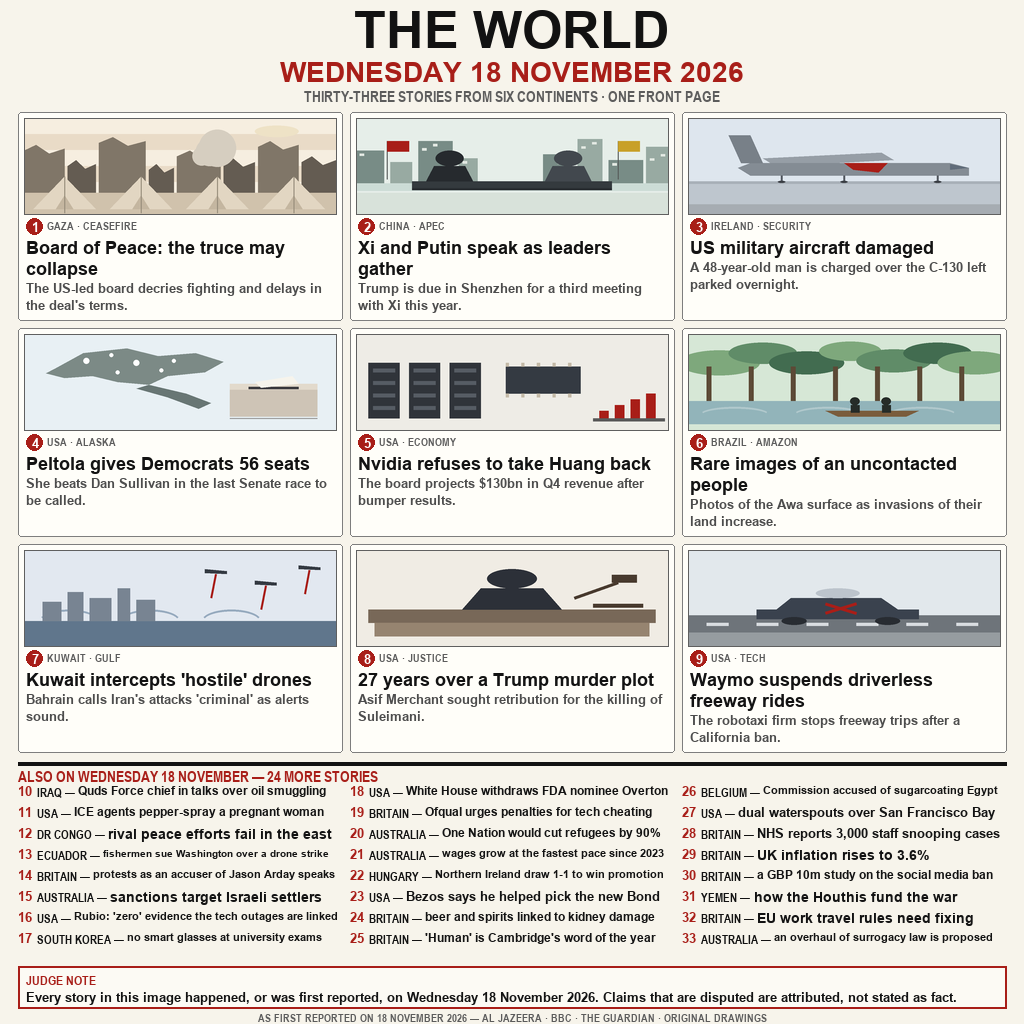 THE WORLD
WEDNESDAY 18 NOVEMBER 2026
THIRTY-THREE STORIES FROM SIX CONTINENTS · ONE FRONT PAGE
1 GAZA · CEASEFIRE
Board of Peace: the truce may
collapse
The US-led board decries fighting and delays in
the deal's terms.
2 CHINA · APEC
Xi and Putin speak as leaders
gather
Trump is due in Shenzhen for a third meeting
with Xi this year.
3 IRELAND · SECURITY
US military aircraft damaged
A 48-year-old man is charged over the C-130 left
parked overnight.
4 USA · ALASKA
Peltola gives Democrats 56 seats
She beats Dan Sullivan in the last Senate race to
be called.
5 USA · ECONOMY
Nvidia refuses to take Huang back
The board projects $130bn in Q4 revenue after
bumper results.
6 BRAZIL · AMAZON
Rare images of an uncontacted
people
Photos of the Awa surface as invasions of their
land increase.
7 KUWAIT · GULF
Kuwait intercepts 'hostile' drones
Bahrain calls Iran's attacks 'criminal' as alerts
sound.
8 USA · JUSTICE
27 years over a Trump murder plot
Asif Merchant sought retribution for the killing of
Suleimani.
9 USA · TECH
Waymo suspends driverless
freeway rides
The robotaxi firm stops freeway trips after a
California ban.
ALSO ON WEDNESDAY 18 NOVEMBER — 24 MORE STORIES
10 IRAQ — Quds Force chief in talks over oil smuggling
11 USA — ICE agents pepper-spray a pregnant woman
12 DR CONGO — rival peace efforts fail in the east
13 ECUADOR — fishermen sue Washington over a drone strike
14 BRITAIN — protests as an accuser of Jason Arday speaks
15 AUSTRALIA — sanctions target Israeli settlers
16 USA — Rubio: 'zero' evidence the tech outages are linked
17 SOUTH KOREA — no smart glasses at university exams
18 USA — White House withdraws FDA nominee Overton
19 BRITAIN — Ofqual urges penalties for tech cheating
20 AUSTRALIA — One Nation would cut refugees by 90%
21 AUSTRALIA — wages grow at the fastest pace since 2023
22 HUNGARY — Northern Ireland draw 1-1 to win promotion
23 USA — Bezos says he helped pick the new Bond
24 BRITAIN — beer and spirits linked to kidney damage
25 BRITAIN — 'Human' is Cambridge's word of the year
26 BELGIUM — Commission accused of sugarcoating Egypt
27 USA — dual waterspouts over San Francisco Bay
28 BRITAIN — NHS reports 3,000 staff snooping cases
29 BRITAIN — UK inflation rises to 3.6%
30 BRITAIN — a GBP 10m study on the social media ban
31 YEMEN — how the Houthis fund the war
32 BRITAIN — EU work travel rules need fixing
33 AUSTRALIA — an overhaul of surrogacy law is proposed
JUDGE NOTE
Every story in this image happened, or was first reported, on Wednesday 18 November 2026. Claims that are disputed are attributed, not stated as fact.
AS FIRST REPORTED ON 18 NOVEMBER 2026 — AL JAZEERA · BBC · THE GUARDIAN · ORIGINAL DRAWINGS